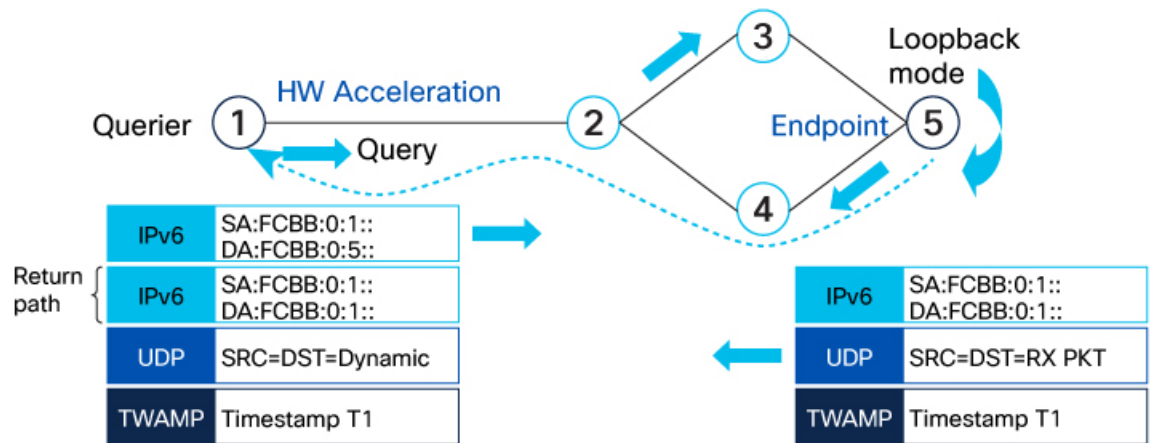 3
Loopback
mode
HW Acceleration
Querier
1
2
Endpoint
5
Query
4
IPv6
SA:FCBB:0:1::
DA:FCBB:0:5::
Return
path
IPv6
SA:FCBB:0:1::
DA:FCBB:0:1::
UDP
SRC=DST=Dynamic
TWAMP
Timestamp T1
IPv6
SA:FCBB:0:1::
DA:FCBB:0:1::
UDP
SRC=DST=RX PKT
TWAMP
Timestamp T1